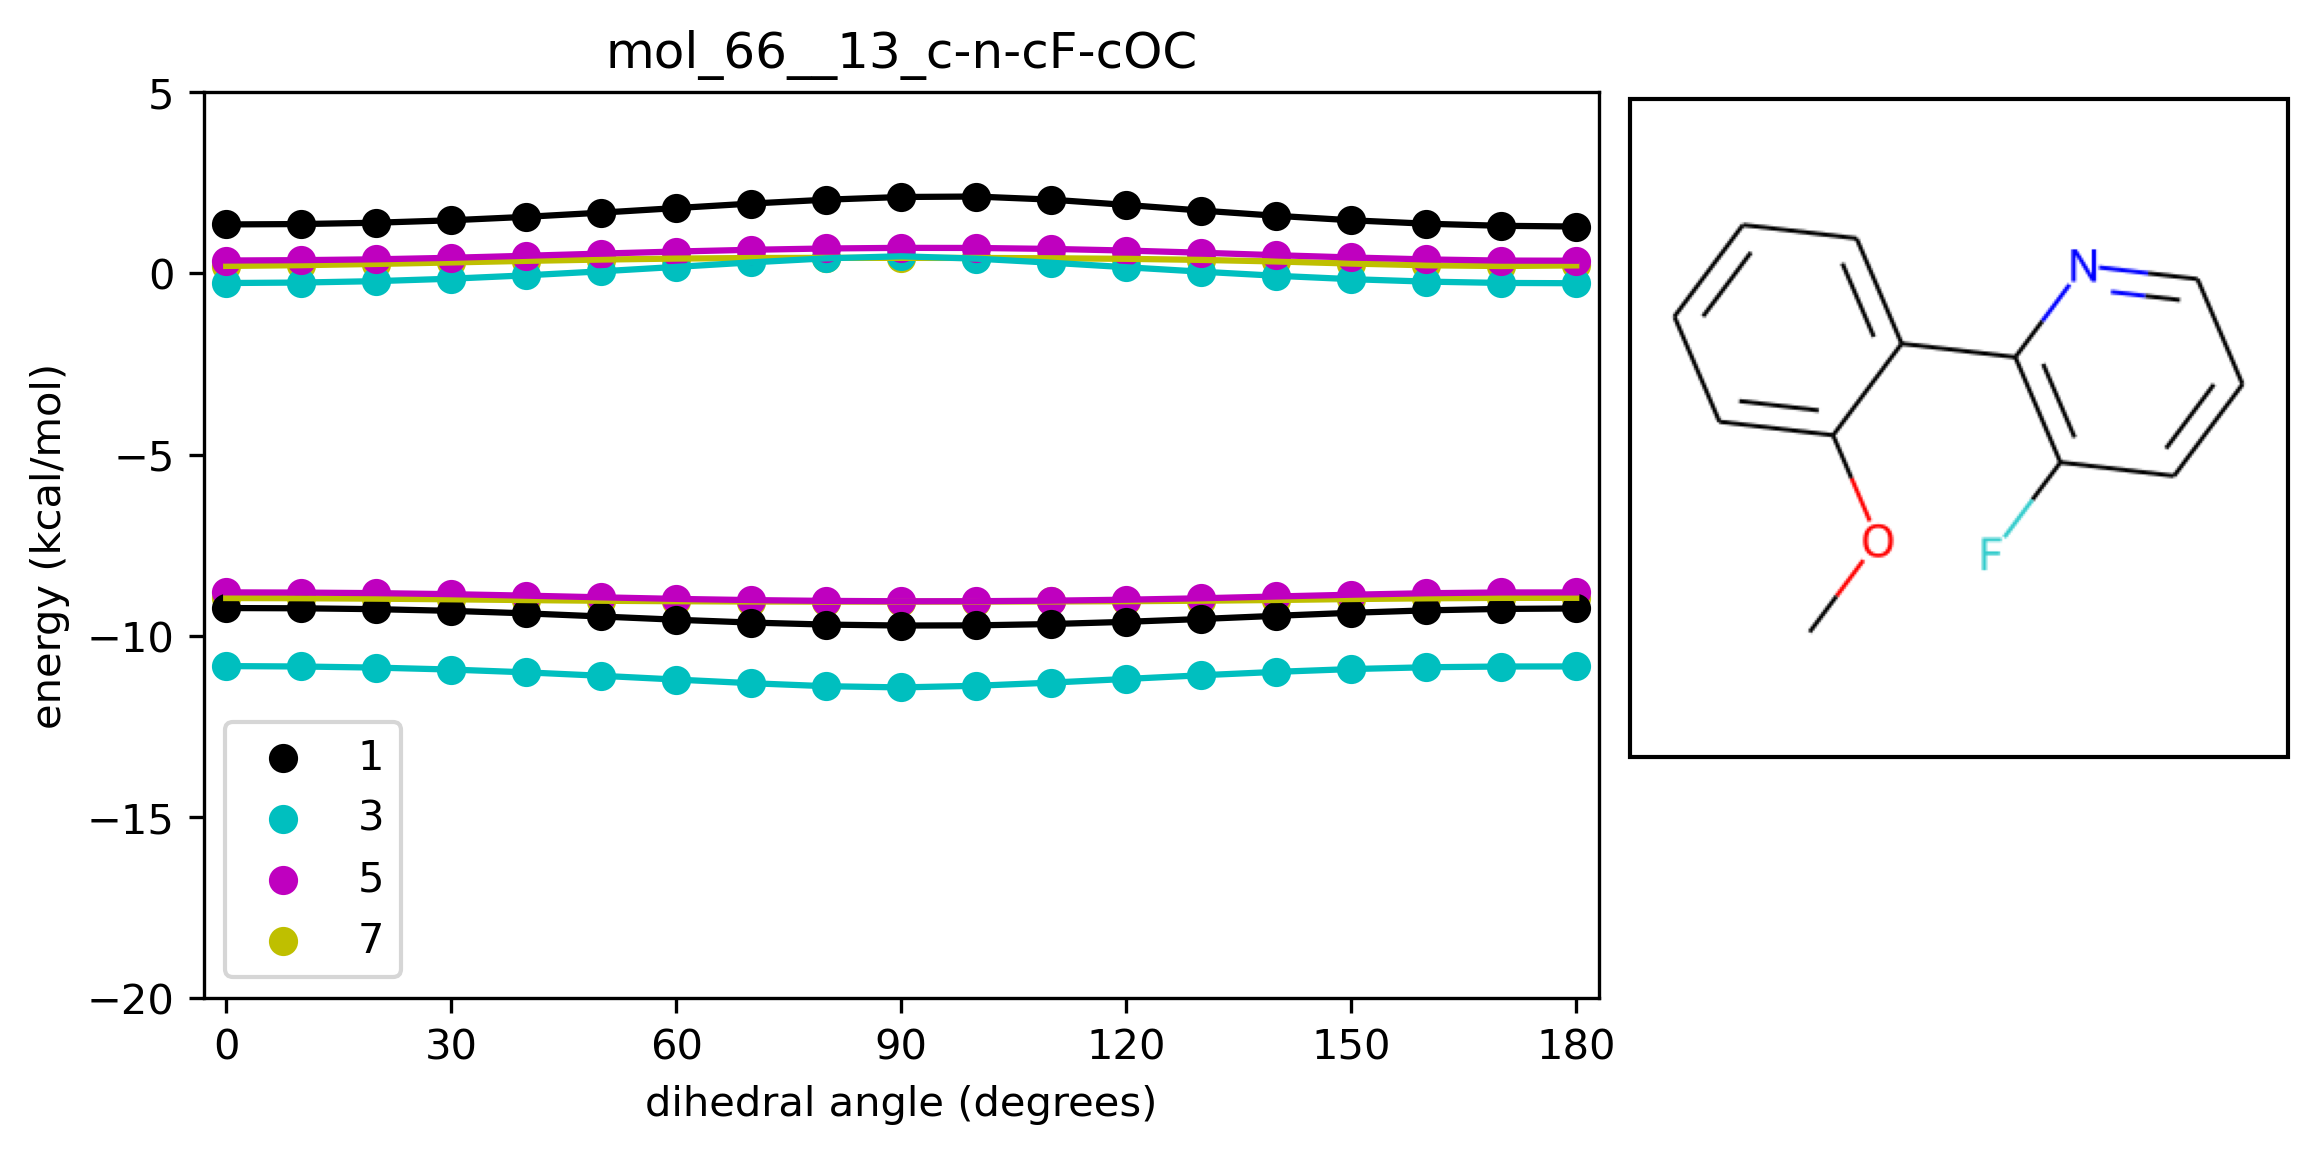 mol_66__13_c-n-cF-cOC
energy (kcal/mol)
5
0
−5
−10
−15
−20
1
3
5
7
0 30 60 90 120 150 180
dihedral angle (degrees)
N
O
F